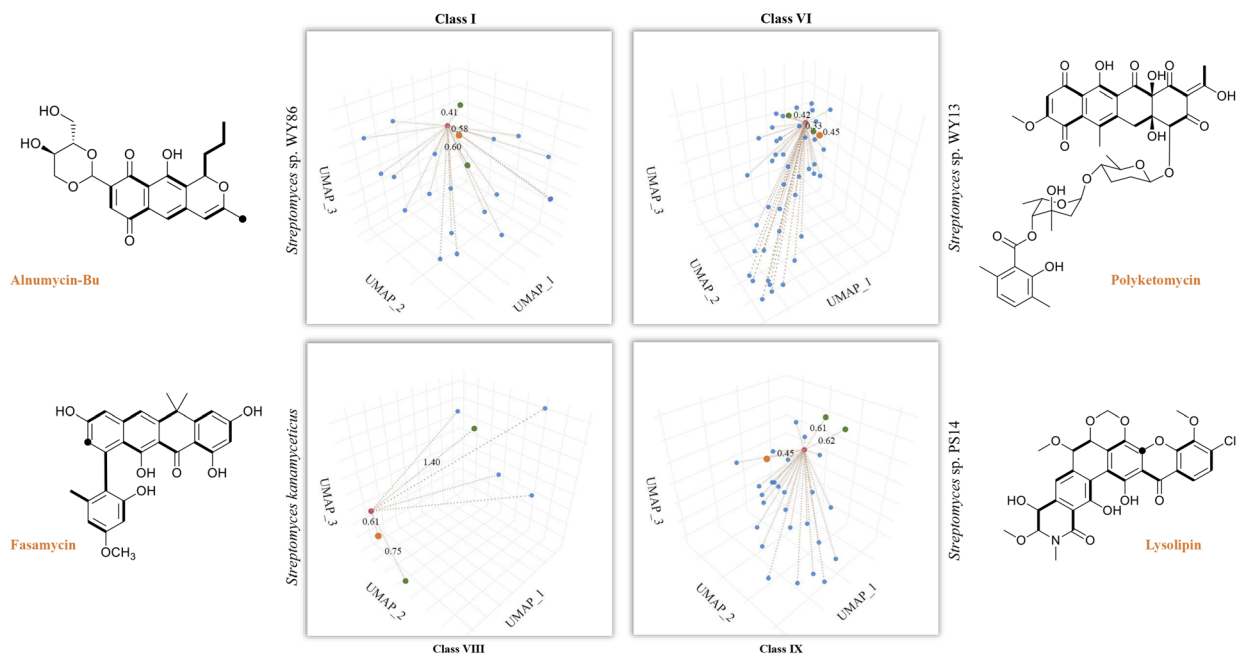 Class I
Class VI
Streptomyces sp. WY86
0.41
0.58
0.60
UMAP_3
UMAP_2
UMAP_1
0.42
0.33
0.45
UMAP_3
UMAP_2
UMAP_1
Streptomyces sp. WY13
HO
HO
O
O
O
OH
O
O
Alnumycin-Bu
O
OH
O
OH
O
OH
O
O
OH
O
O
O
O
OH
O
O
O
O
OH
Polyketomycin
HO
OH
OH
O
OH
OH
OCH3
Fasamycin
Streptomyces kanamyceticus
1.40
0.61
0.75
UMAP_3
UMAP_2
UMAP_1
0.61
0.62
0.45
UMAP_3
UMAP_2
UMAP_1
Streptomyces sp. PS14
O
O
O
O
O
Cl
HO
OH
O
OH
O
N
O
Lysolipin
Class VIII
Class IX